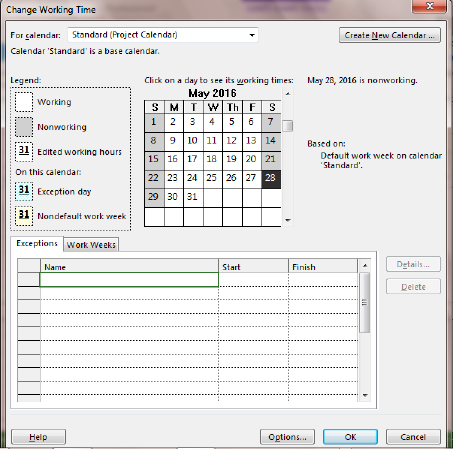 Change Working Time
For calendar: Standard (Project Calendar) Create New Calendar ...
Calendar 'Standard' is a base calendar.
Legend:
Working
Nonworking
31 Edited working hours
On this calendar:
31 Exception day
31 Nondefault work week
Click on a day to see its working times:
May 2016
S M T W Th F S
1 2 3 4 5 6 7
8 9 10 11 12 13 14
15 16 17 18 19 20 21
22 23 24 25 26 27 28
29 30 31
May 28, 2016 is nonworking.
Based on:
Default work week on calendar
'Standard'.
Exceptions Work Weeks
Name Start Finish
Details...
Delete
Help Options... OK Cancel